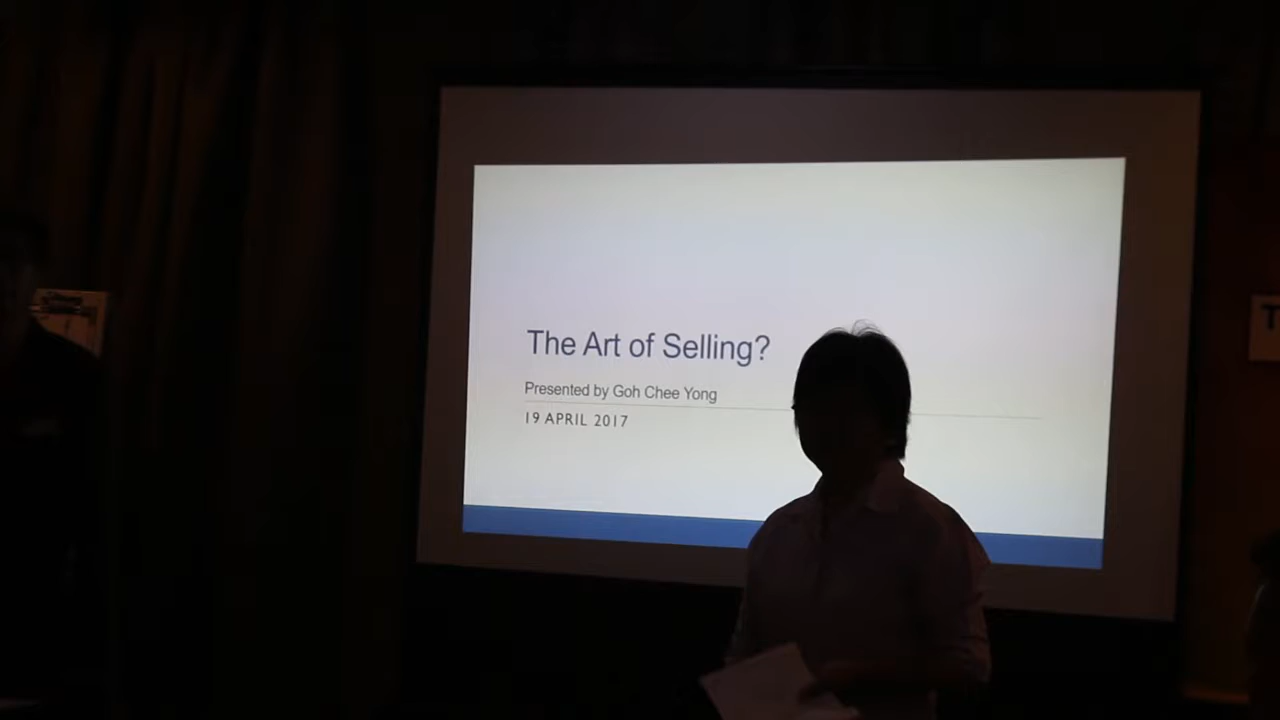 The Art of Selling?
Presented by Goh Chee Yong
19 APRIL 2017
T